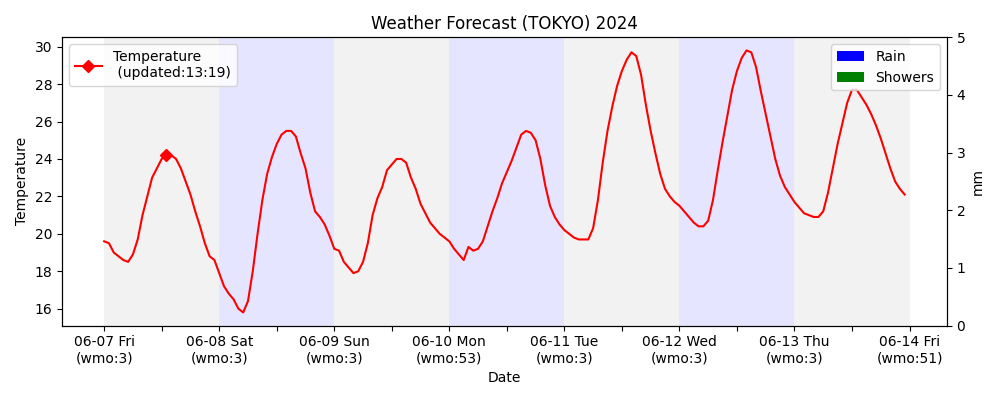 Weather Forecast (TOKYO) 2024
Temperature
(updated:13:19)
Rain
Showers
30
28
26
24
22
20
18
16
Temperature
5
4
3
2
1
0
mm
06-07 Fri
(wmo:3)
06-08 Sat
(wmo:3)
06-09 Sun
(wmo:3)
06-10 Mon
(wmo:53)
06-11 Tue
(wmo:3)
06-12 Wed
(wmo:3)
06-13 Thu
(wmo:3)
06-14 Fri
(wmo:51)
Date